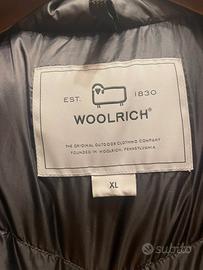 EST. 1830
WOOLRICH®
THE ORIGINAL OUTDOOR CLOTHING COMPANY
FOUNDED IN WOOLRICH, PENNSYLVANIA
XL
subito